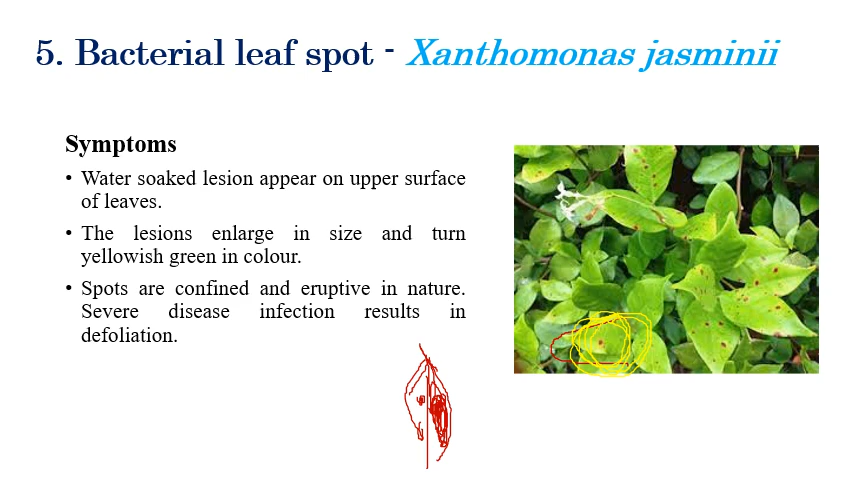 5. Bacterial leaf spot - Xanthomonas jasminii
Symptoms
• Water soaked lesion appear on upper surface
of leaves.
• The lesions enlarge in size and turn
yellowish green in colour.
• Spots are confined and eruptive in nature.
Severe disease infection results in
defoliation.